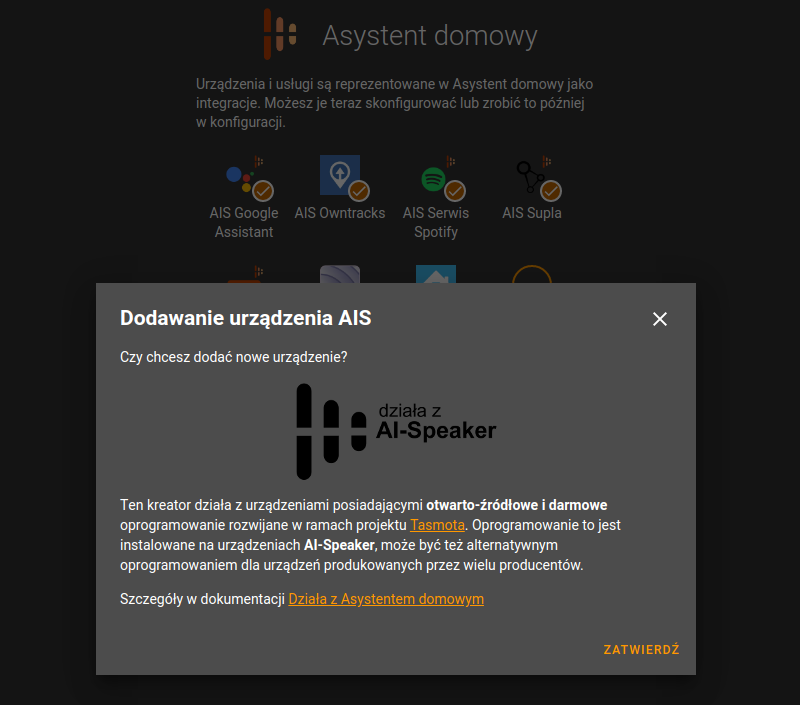 Asystent domowy
Urządzenia i usługi są reprezentowane w Asystent domowy jako
integracje. Możesz je teraz skonfigurować lub zrobić to później
w konfiguracji.
AIS Google
Assistant
AIS Owntracks
AIS Serwis
Spotify
AIS Supla
Dodawanie urządzenia AIS
Czy chcesz dodać nowe urządzenie?
działa z
AI-Speaker
Ten kreator działa z urządzeniami posiadającymi otwarto-źródłowe i darmowe
oprogramowanie rozwijane w ramach projektu Tasmota. Oprogramowanie to jest
instalowane na urządzeniach AI-Speaker, może być też alternatywnym
oprogramowaniem dla urządzeń produkowanych przez wielu producentów.
Szczegóły w dokumentacji Działa z Asystentem domowym
ZATWIERDŹ